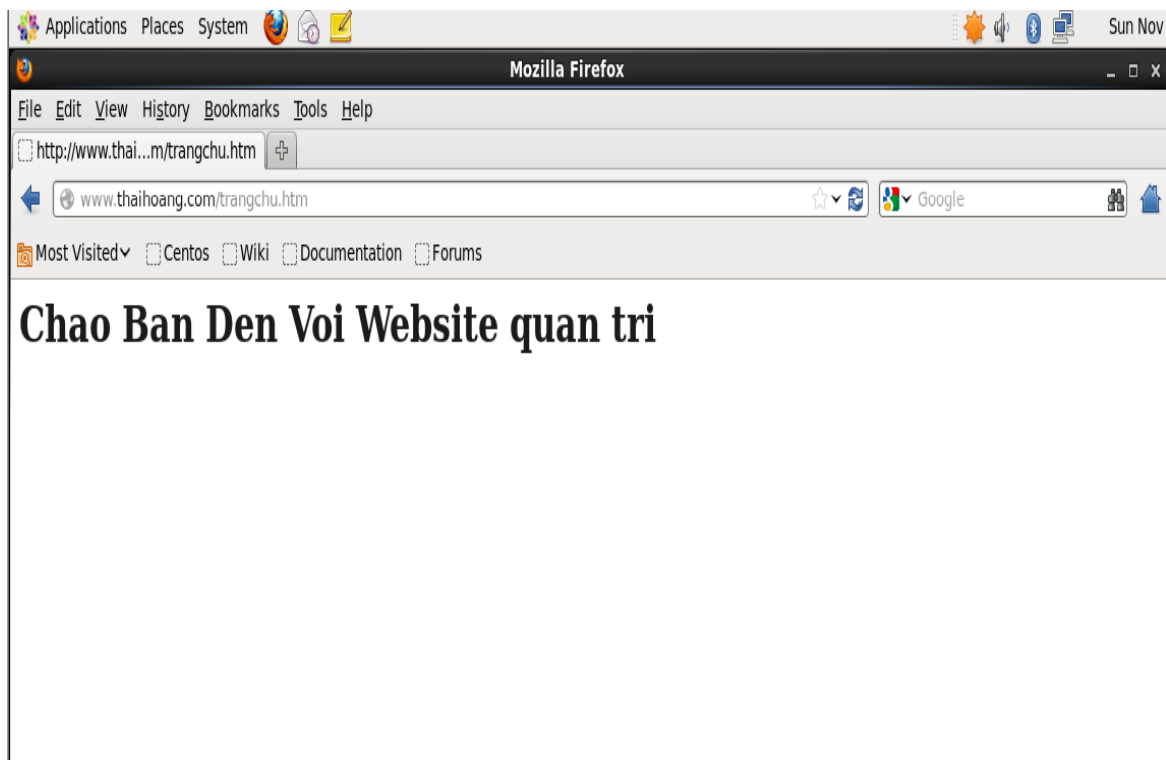 Applications Places System Sun Nov
Mozilla Firefox
File Edit View History Bookmarks Tools Help
http://www.thai...m/trangchu.htm
www.thaihoang.com/trangchu.htm Google
Most Visited Centos Wiki Documentation Forums
Chao Ban Den Voi Website quan tri